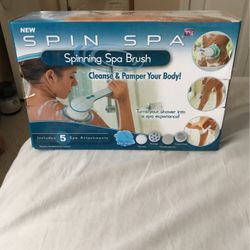 NEW
SPIN SPA
Spinning Spa Brush
Cleanse & Pamper Your Body!
Turns your shower into
a spa experience!
Includes 5 Spa Attachments